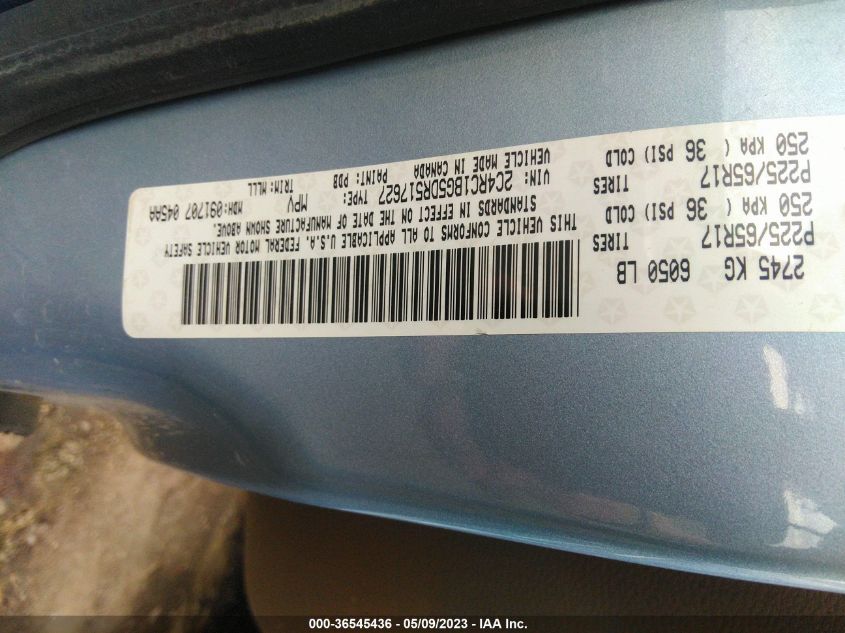 2745 KG 6050 LB
P225/65R17 TIRES
250 KPA ( 36 PSI) COLD
P225/65R17 TIRES
250 KPA ( 36 PSI) COLD
THIS VEHICLE CONFORMS TO ALL APPLICABLE U.S.A. FEDERAL MOTOR VEHICLE SAFETY
STANDARDS IN EFFECT ON THE DATE OF MANUFACTURE SHOWN ABOVE.
VIN: 2C4RC1BG5DR517627 TYPE: MPV MDH:091707 045AA
VEHICLE MADE IN CANADA PAINT: PDB TRIM: MLLL
000-36545436 - 05/09/2023 - IAA Inc.